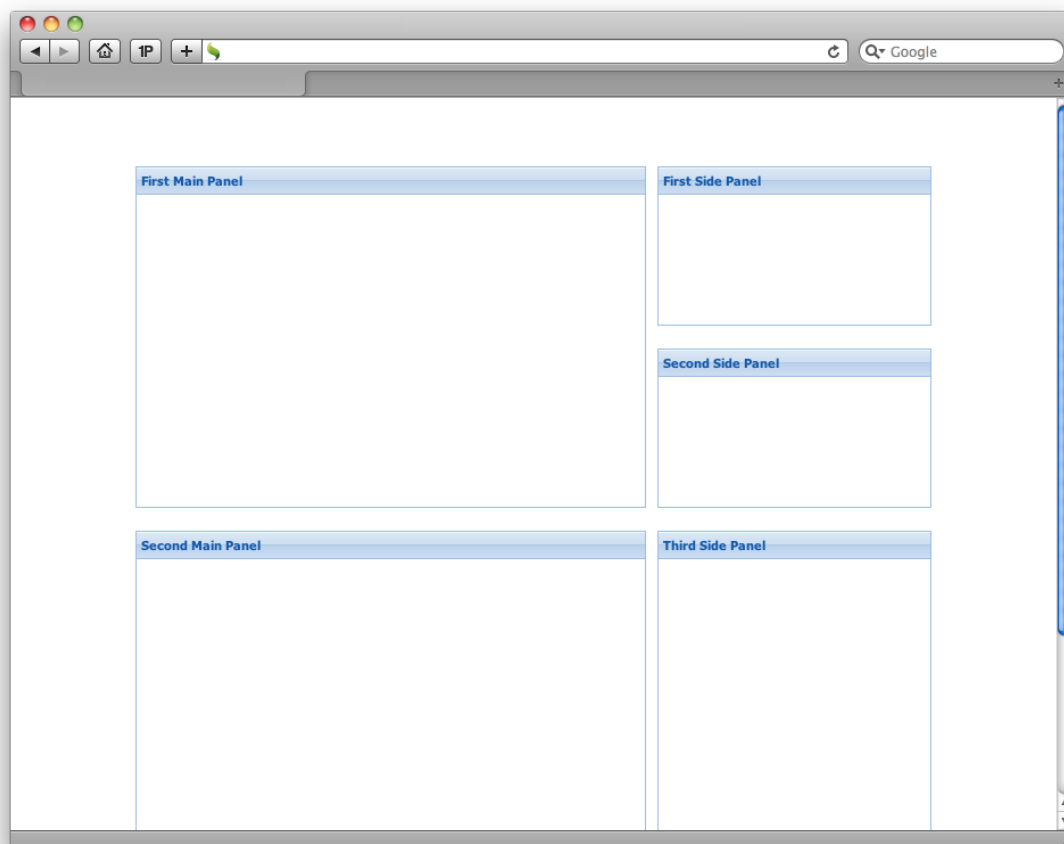 1P
Google
First Main Panel
First Side Panel
Second Side Panel
Second Main Panel
Third Side Panel